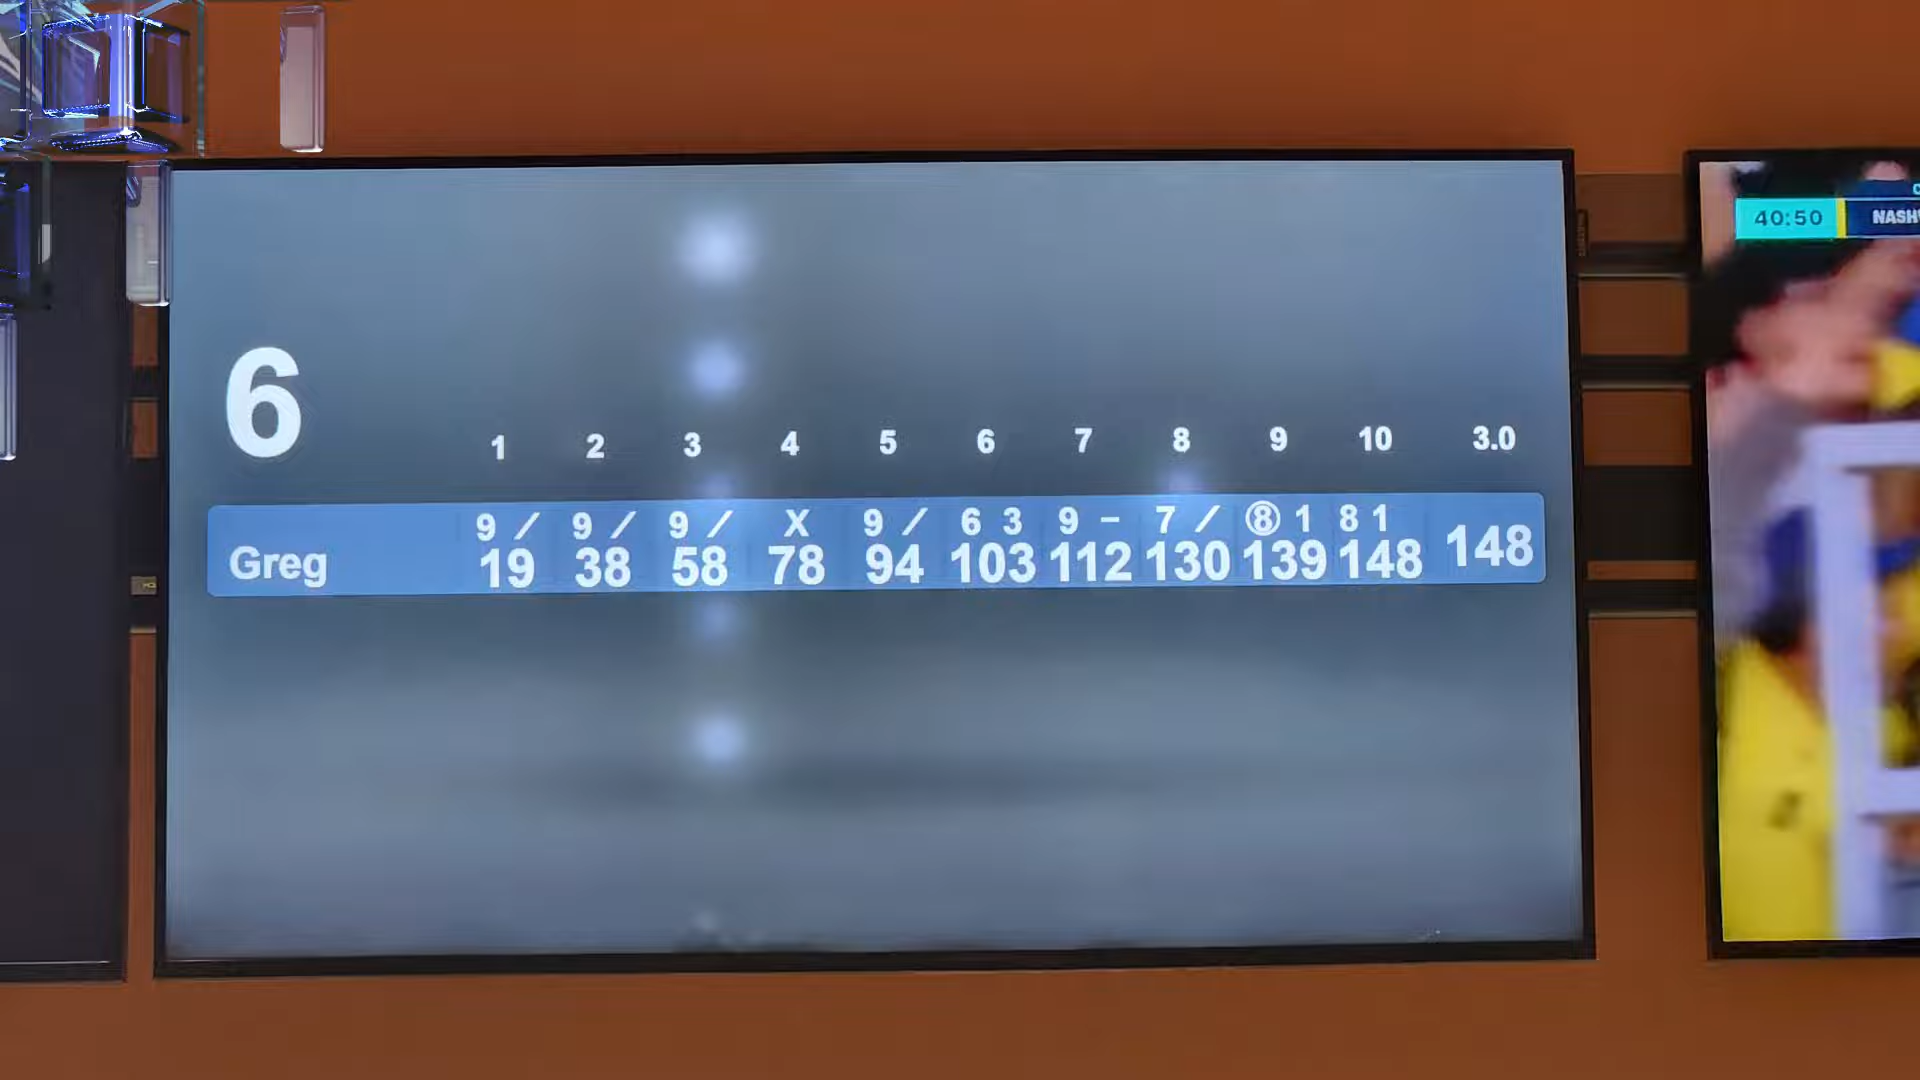 6
1 2 3 4 5 6 7 8 9 10 3.0
9 / 9 / 9 / X 9 / 6 3 9 - 7 / ⑧ 1 8 1
Greg 19 38 58 78 94 103 112 130 139 148 148
40:50